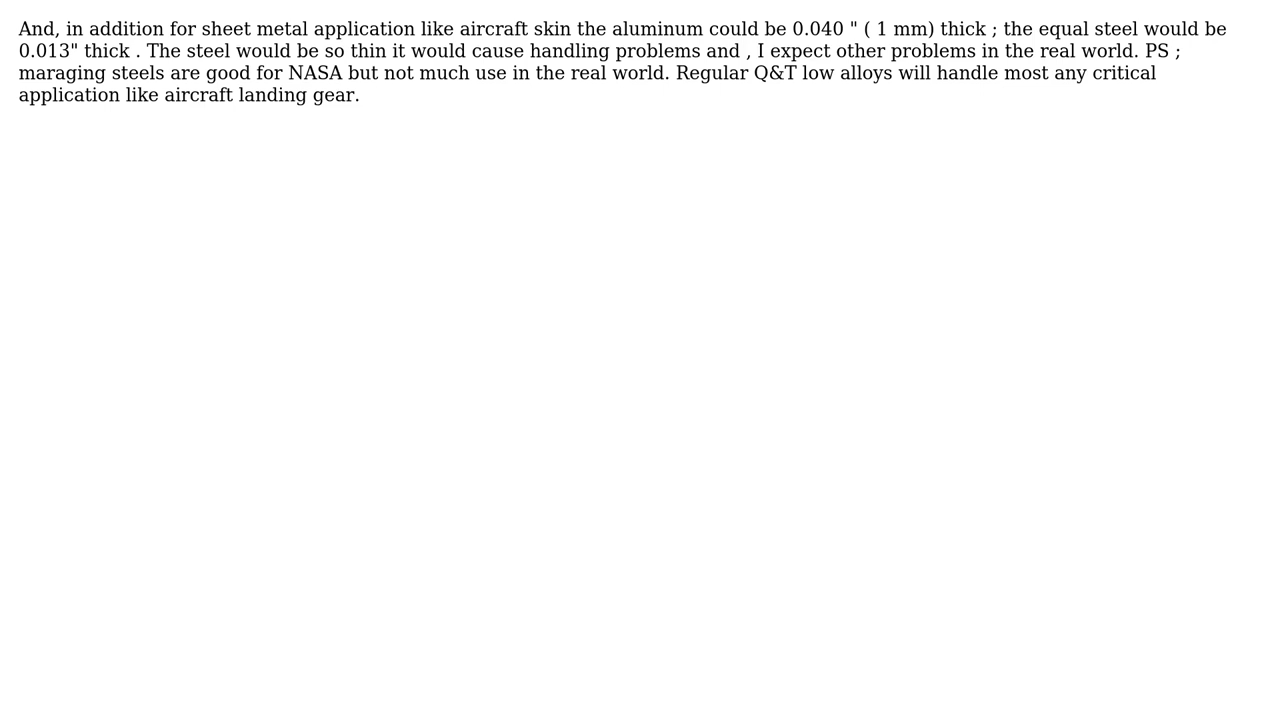 And, in addition for sheet metal application like aircraft skin the aluminum could be 0.040 " ( 1 mm) thick ; the equal steel would be
0.013" thick . The steel would be so thin it would cause handling problems and , I expect other problems in the real world. PS ;
maraging steels are good for NASA but not much use in the real world. Regular Q&T low alloys will handle most any critical
application like aircraft landing gear.